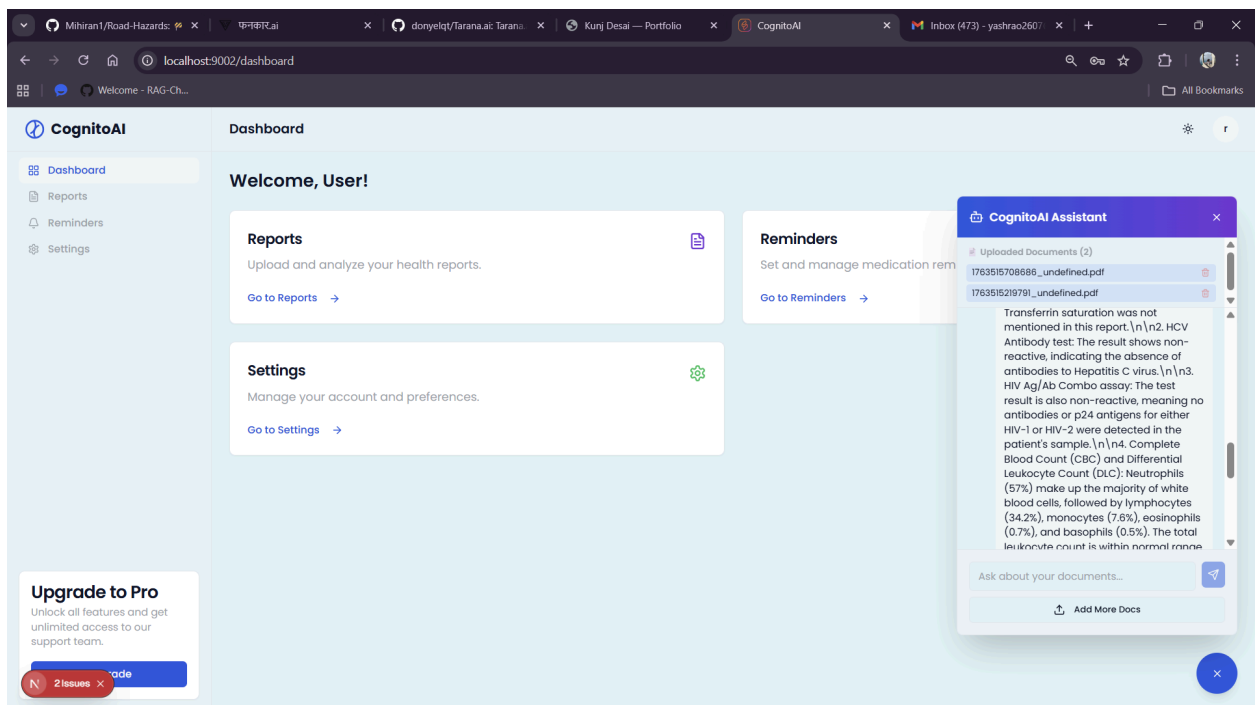 Mihiran1/Road-Hazards:
फनकार.ai
donyelqt/Tarana.ai: Tarana.
Kunj Desai — Portfolio
CognitoAI
Inbox (473) - yashrao2607
localhost:9002/dashboard
Welcome - RAG-Ch...
All Bookmarks
CognitoAI
Dashboard
r
Dashboard
Reports
Reminders
Settings
Welcome, User!
Reports
Upload and analyze your health reports.
Go to Reports →
Reminders
Set and manage medication rem
Go to Reminders →
Settings
Manage your account and preferences.
Go to Settings →
CognitoAI Assistant
Uploaded Documents (2)
1763515708686_undefined.pdf
1763515219791_undefined.pdf
Transferrin saturation was not
mentioned in this report.\n\n2. HCV
Antibody test: The result shows non-
reactive, indicating the absence of
antibodies to Hepatitis C virus.\n\n3.
HIV Ag/Ab Combo assay: The test
result is also non-reactive, meaning no
antibodies or p24 antigens for either
HIV-1 or HIV-2 were detected in the
patient's sample.\n\n4. Complete
Blood Count (CBC) and Differential
Leukocyte Count (DLC): Neutrophils
(57%) make up the majority of white
blood cells, followed by lymphocytes
(34.2%), monocytes (7.6%), eosinophils
(0.7%), and basophils (0.5%). The total
leukocyte count is within normal range
Ask about your documents...
Add More Docs
Upgrade to Pro
Unlock all features and get
unlimited access to our
support team.
ade
N 2 Issues